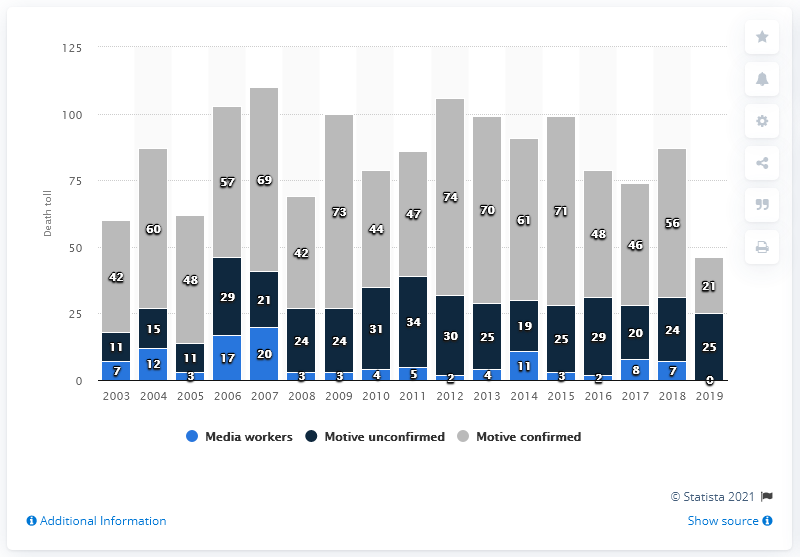 125
100
75
50
25
0
Death toll
42 60 48 57 69 42 73 44 47 74 70 61 71 48 46 56 21
11 15 11 29 21 24 24 31 34 30 25 19 25 29 20 24 25
7 12 3 17 20 3 3 4 5 2 4 11 3 2 8 7 0
2003 2004 2005 2006 2007 2008 2009 2010 2011 2012 2013 2014 2015 2016 2017 2018 2019
Media workers Motive unconfirmed Motive confirmed
© Statista 2021
Additional Information Show source